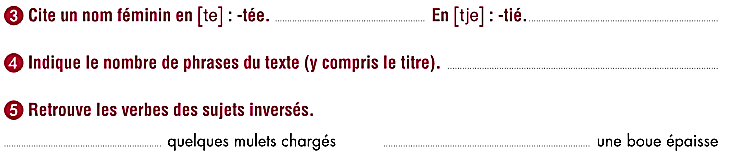 3 Cite un nom féminin en [te] : -tée. En [tje] : -tié.
4 Indique le nombre de phrases du texte (y compris le titre).
5 Retrouve les verbes des sujets inversés.
quelques mulets chargés une boue épaisse